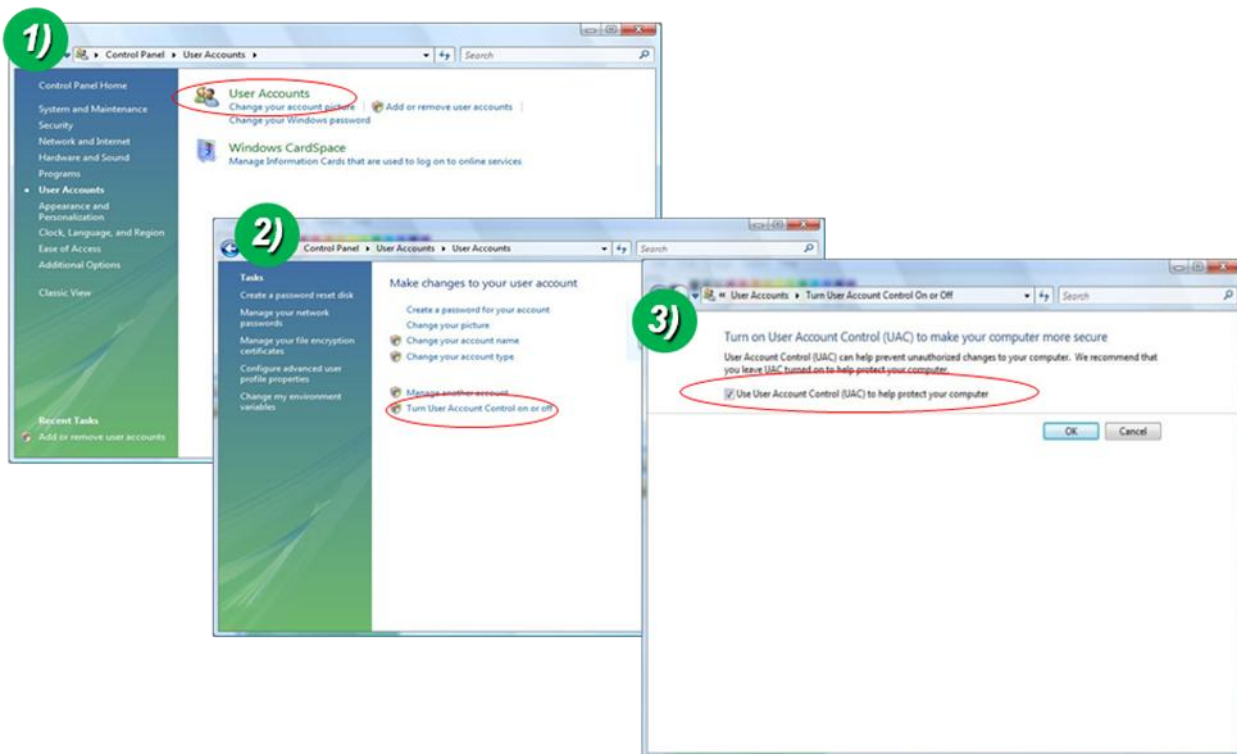 1)
Control Panel ▸ User Accounts ▸
Search
Control Panel Home
System and Maintenance
Security
Network and Internet
Hardware and Sound
Programs
User Accounts
Appearance and
Personalization
Clock, Language, and Region
Ease of Access
Additional Options
Classic View
Recent Tasks
Add or remove user accounts
User Accounts
Change your account picture
Add or remove user accounts
Change your Windows password
Windows CardSpace
Manage Information Cards that are used to log on to online services
2)
Control Panel ▸ User Accounts ▸ User Accounts
Search
Tasks
Create a password reset disk
Manage your network
passwords
Manage your file encryption
certificates
Configure advanced user
profile properties
Change my environment
variables
Make changes to your user account
Create a password for your account
Change your picture
Change your account name
Change your account type
Manage another account
Turn User Account Control on or off
3)
« User Accounts ▸ Turn User Account Control On or Off
Search
Turn on User Account Control (UAC) to make your computer more secure
User Account Control (UAC) can help prevent unauthorized changes to your computer. We recommend that
you leave UAC turned on to help protect your computer.
Use User Account Control (UAC) to help protect your computer
OK
Cancel